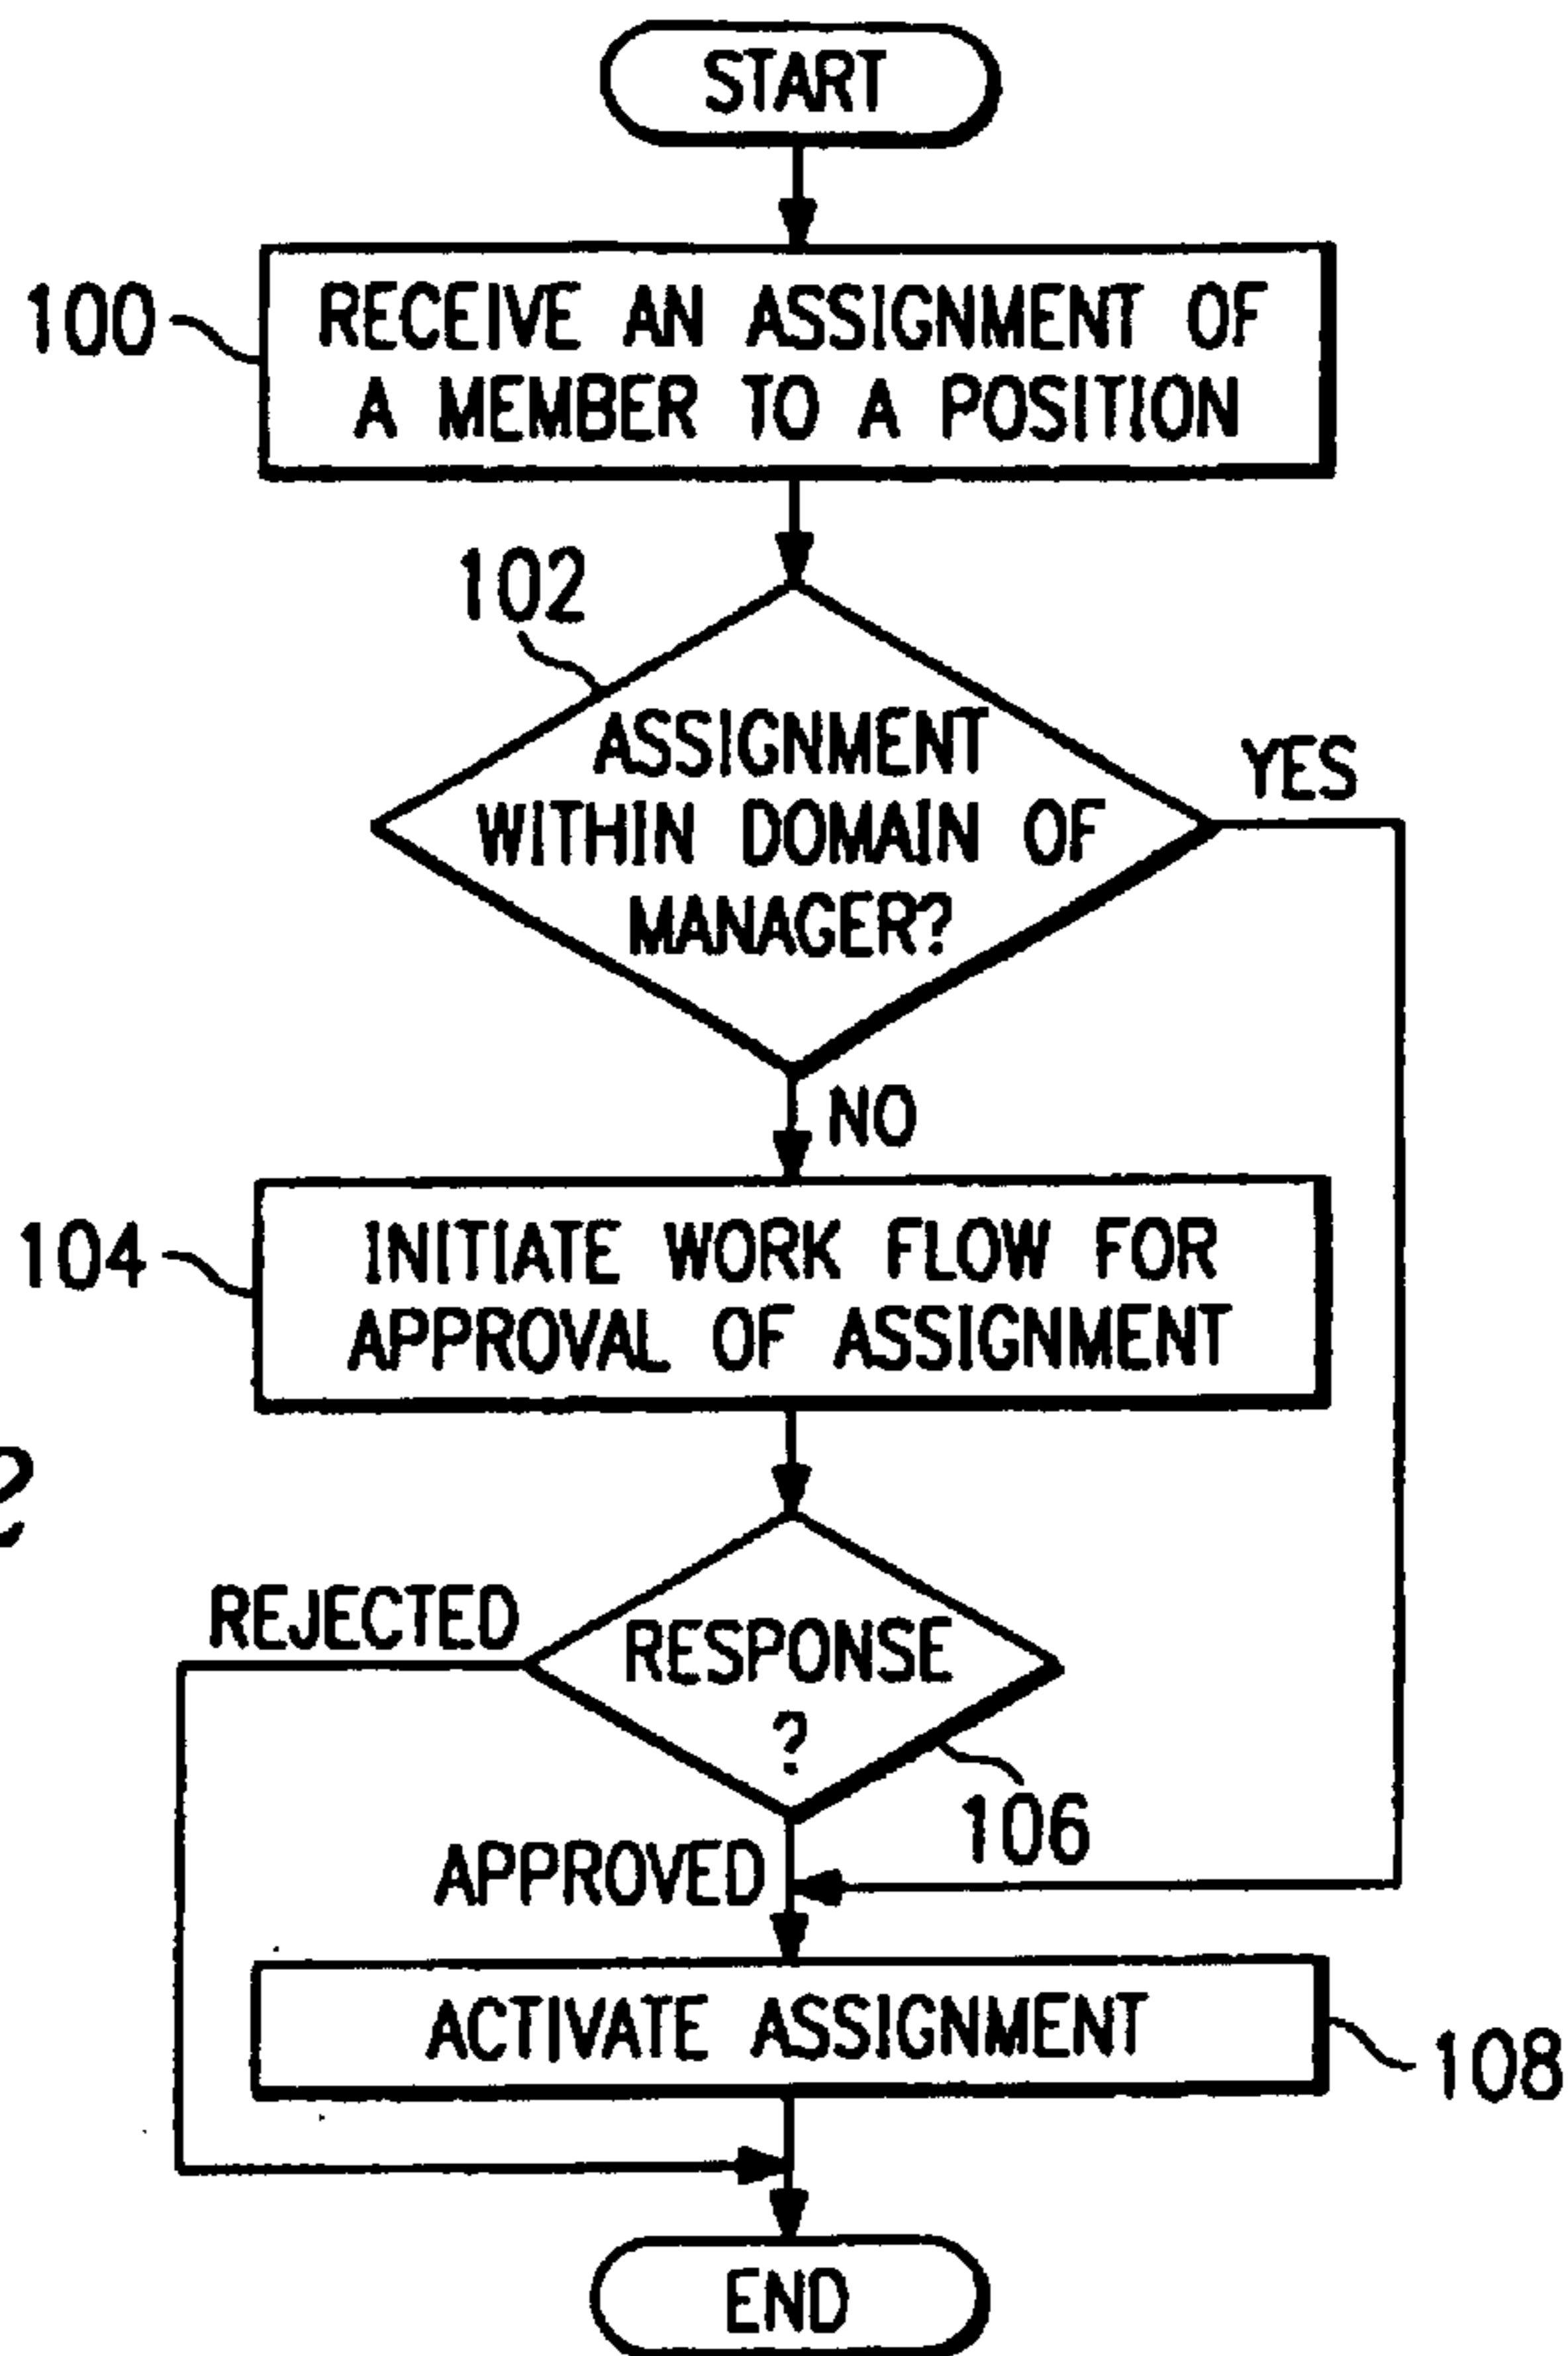 START
100
RECEIVE AN ASSIGNMENT OF
A MEMBER TO A POSITION
102
ASSIGNMENT
WITHIN DOMAIN OF
MANAGER?
YES
NO
104
INITIATE WORK FLOW FOR
APPROVAL OF ASSIGNMENT
2
REJECTED
RESPONSE
?
106
APPROVED
ACTIVATE ASSIGNMENT
108
END